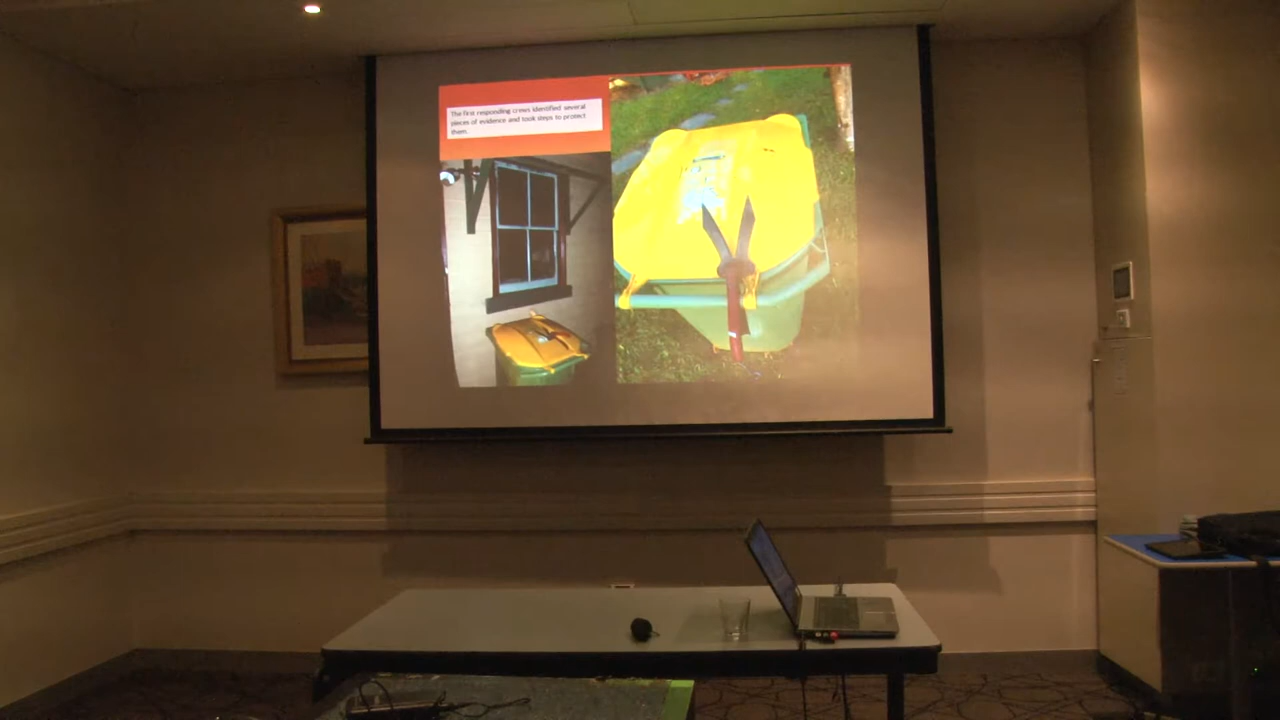 The first responding crews identified several
pieces of evidence and took steps to protect
them.